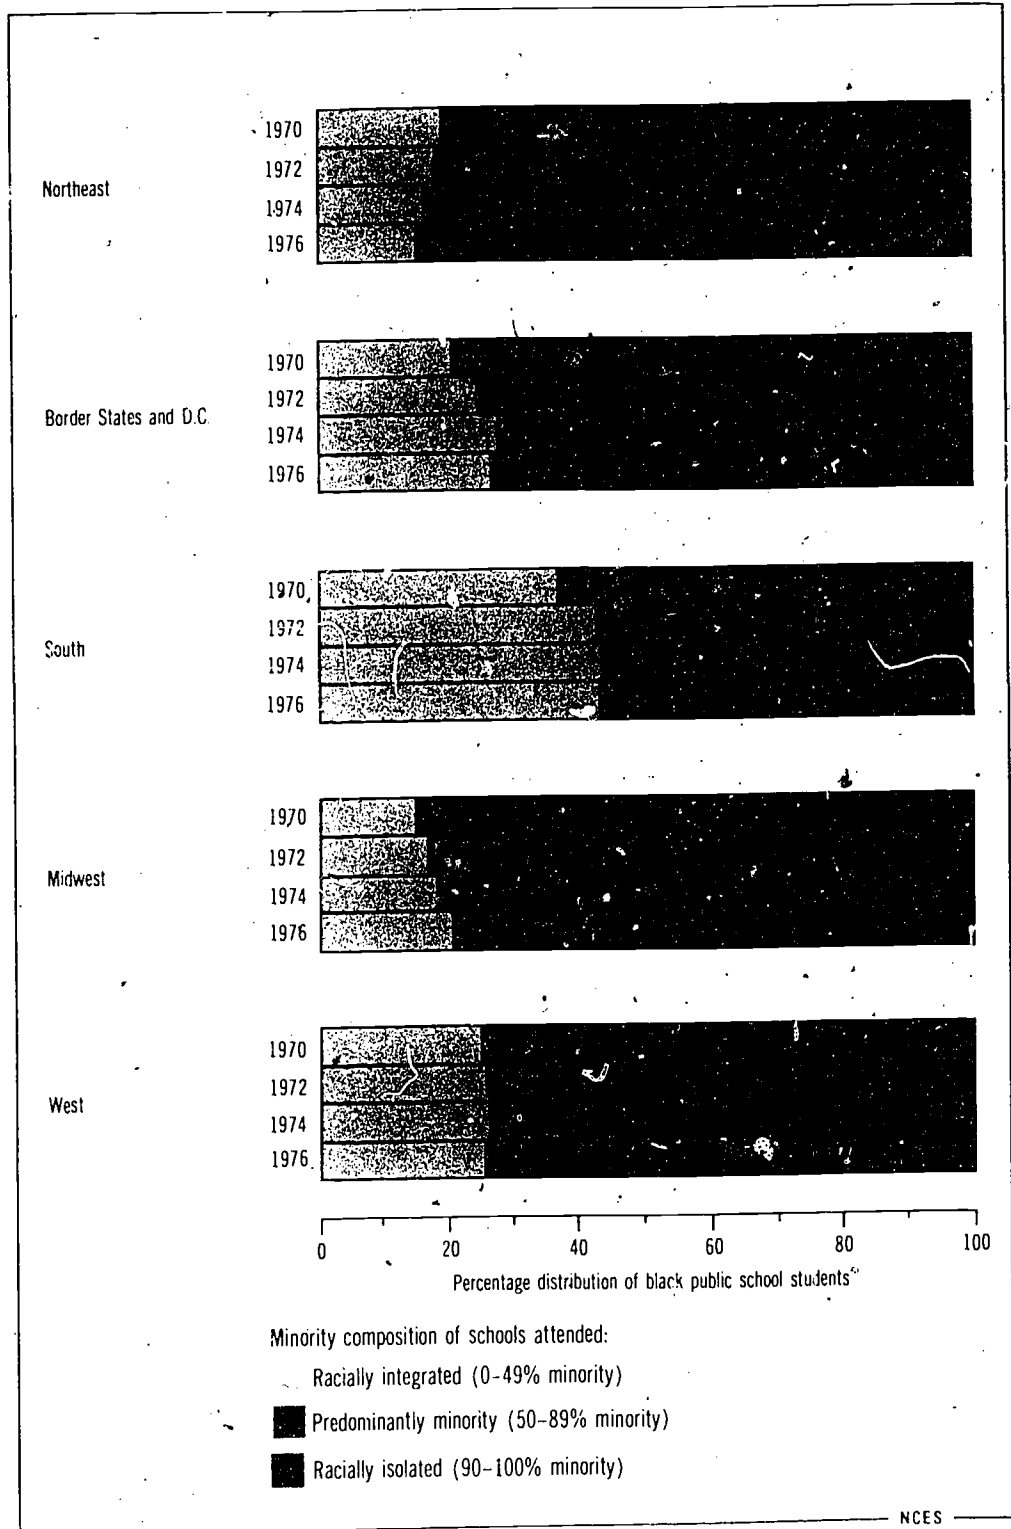 Northeast
1970
1972
1974
1976
Border States and D.C.
1970
1972
1974
1976
South
1970
1972
1974
1976
Midwest
1970
1972
1974
1976
West
1970
1972
1974
1976
0 20 40 60 80 100
Percentage distribution of black public school students
Minority composition of schools attended:
Racially integrated (0-49% minority)
Predominantly minority (50-89% minority)
Racially isolated (90-100% minority)
NCES